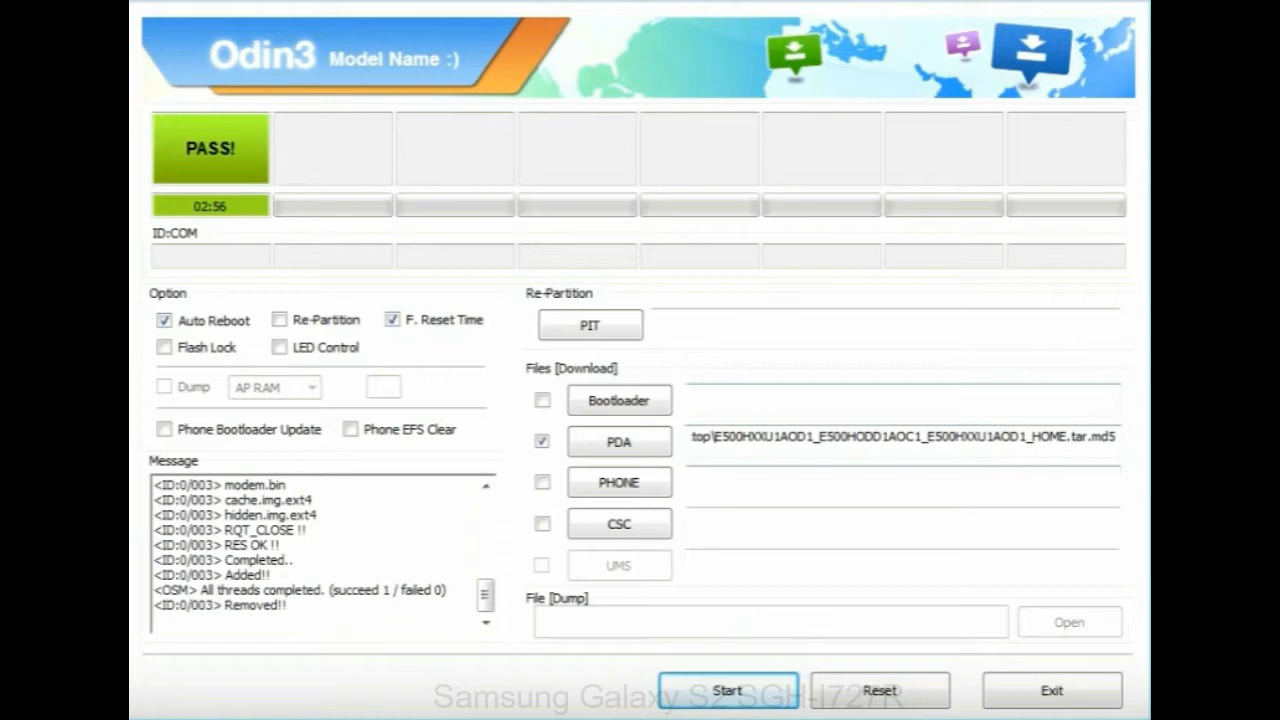 Odin3 Model Name :)
PASS!
02:56
ID:COM
Option
Auto Reboot Re-Partition F. Reset Time
Flash Lock LED Control
Dump AP RAM
Phone Bootloader Update Phone EFS Clear
Message
<ID:0/003> modem.bin
<ID:0/003> cache.img.ext4
<ID:0/003> hidden.img.ext4
<ID:0/003> RQT_CLOSE !!
<ID:0/003> RES OK !!
<ID:0/003> Completed..
<ID:0/003> Added!!
<OSM> All threads completed. (succeed 1 / failed 0)
<ID:0/003> Removed!!
Re-Partition
PIT
Files [Download]
Bootloader
PDA top\E500HXXU1AOD1_E500HODD1AOC1_E500HXXU1AOD1_HOME.tar.md5
PHONE
CSC
UMS
File [Dump]
Open
Start Reset Exit
Samsung Galaxy S2 SGH-I727R